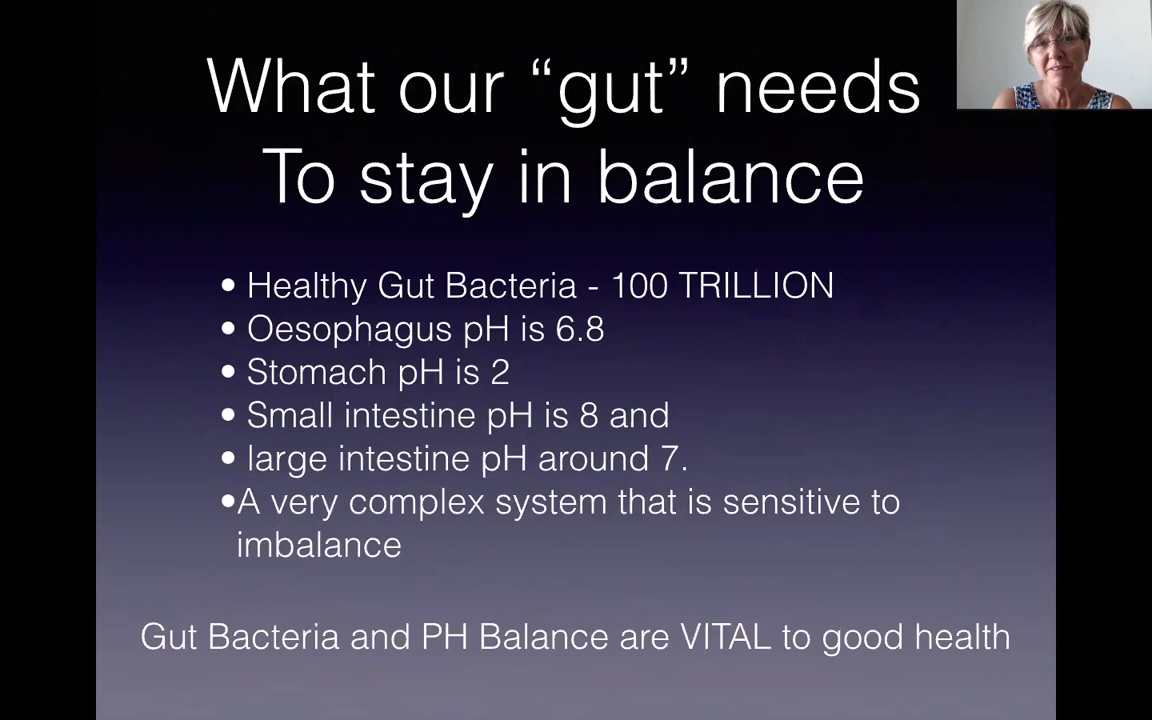 What our “gut” needs
To stay in balance
• Healthy Gut Bacteria - 100 TRILLION
• Oesophagus pH is 6.8
• Stomach pH is 2
• Small intestine pH is 8 and
• large intestine pH around 7.
•A very complex system that is sensitive to
imbalance
Gut Bacteria and PH Balance are VITAL to good health